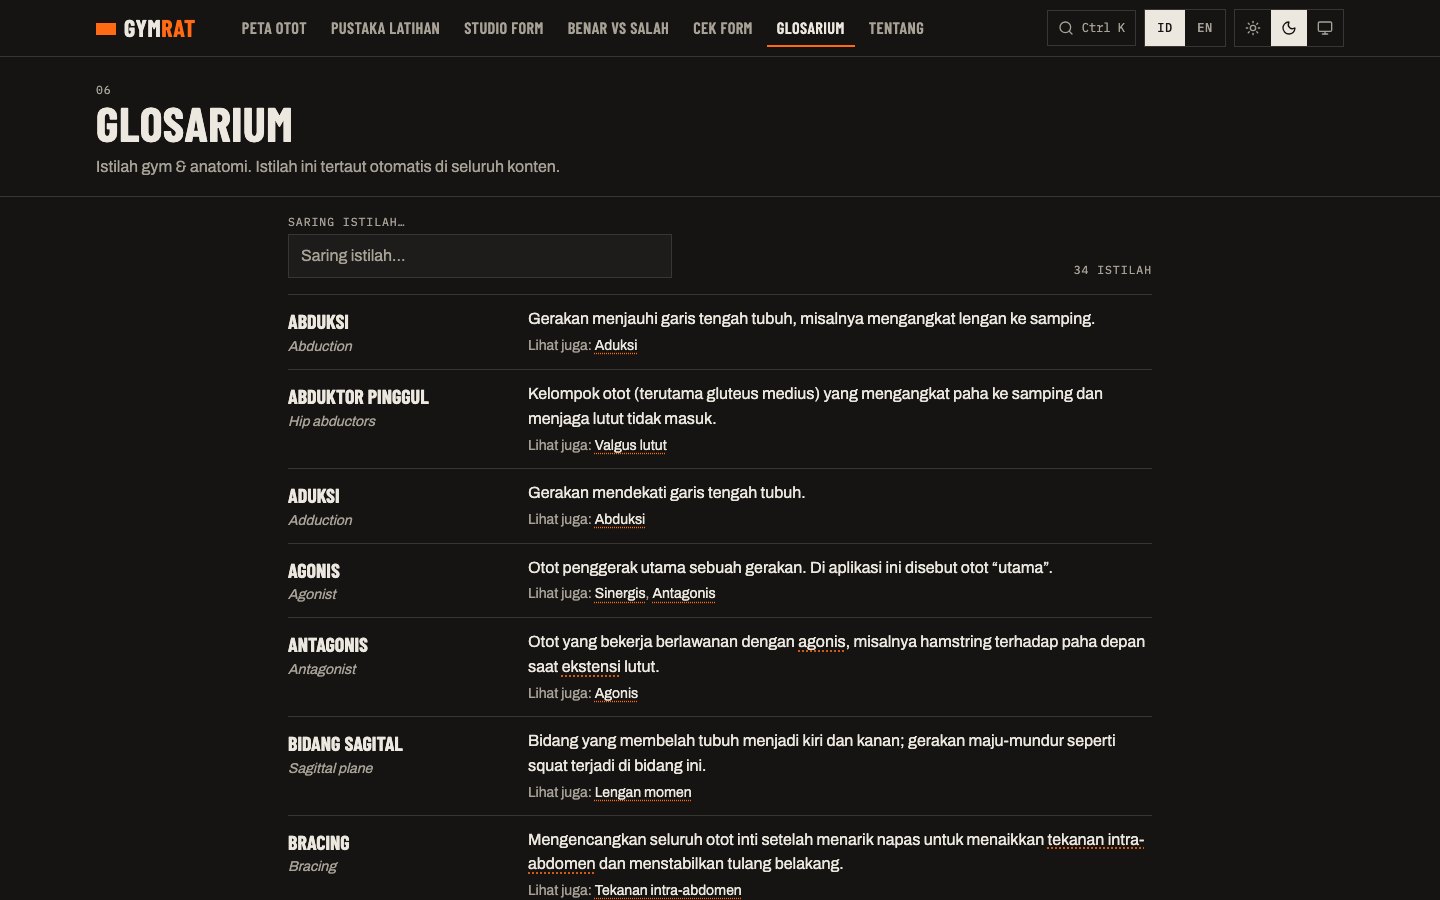 GYMRAT
PETA OTOT
PUSTAKA LATIHAN
STUDIO FORM
BENAR VS SALAH
CEK FORM
GLOSARIUM
TENTANG
Ctrl K
ID
EN
06
GLOSARIUM
Istilah gym & anatomi. Istilah ini tertaut otomatis di seluruh konten.
SARING ISTILAH…
Saring istilah…
34 ISTILAH
ABDUKSI
Abduction
Gerakan menjauhi garis tengah tubuh, misalnya mengangkat lengan ke samping.
Lihat juga: Aduksi
ABDUKTOR PINGGUL
Hip abductors
Kelompok otot (terutama gluteus medius) yang mengangkat paha ke samping dan
menjaga lutut tidak masuk.
Lihat juga: Valgus lutut
ADUKSI
Adduction
Gerakan mendekati garis tengah tubuh.
Lihat juga: Abduksi
AGONIS
Agonist
Otot penggerak utama sebuah gerakan. Di aplikasi ini disebut otot “utama”.
Lihat juga: Sinergis, Antagonis
ANTAGONIS
Antagonist
Otot yang bekerja berlawanan dengan agonis, misalnya hamstring terhadap paha depan
saat ekstensi lutut.
Lihat juga: Agonis
BIDANG SAGITAL
Sagittal plane
Bidang yang membelah tubuh menjadi kiri dan kanan; gerakan maju-mundur seperti
squat terjadi di bidang ini.
Lihat juga: Lengan momen
BRACING
Bracing
Mengencangkan seluruh otot inti setelah menarik napas untuk menaikkan tekanan intra-
abdomen dan menstabilkan tulang belakang.
Lihat juga: Tekanan intra-abdomen